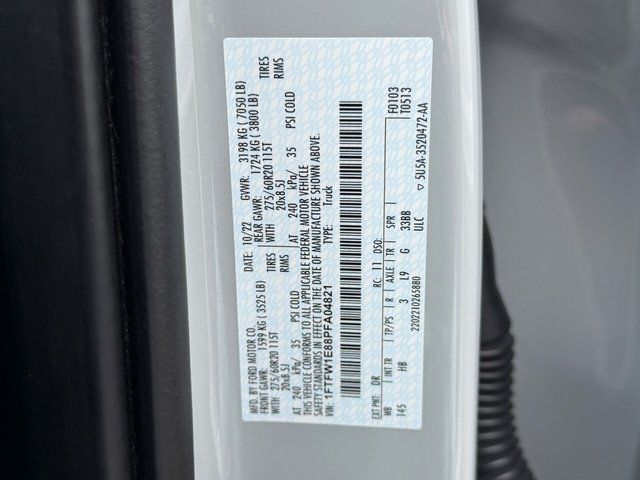 MFD. BY FORD MOTOR CO.
DATE: 10/22 GVWR: 3198 KG ( 7050 LB)
FRONT GAWR: 1599 KG ( 3525 LB)
REAR GAWR: 1724 KG ( 3800 LB)
WITH 275/60R20 115T TIRES
WITH 275/60R20 115T TIRES
20x8.5J RIMS
20x8.5J RIMS
AT 240 kPa/ 35 PSI COLD
AT 240 kPa/ 35 PSI COLD
THIS VEHICLE CONFORMS TO ALL APPLICABLE FEDERAL MOTOR VEHICLE
SAFETY STANDARDS IN EFFECT ON THE DATE OF MANUFACTURE SHOWN ABOVE.
VIN: 1FTFW1E88PFA04821 TYPE: Truck
F0103
T0513
EXT PNT: DR RC: 11 DSO:
WB INT TR TP/PS R AXLE TR SPR
145 HB 3 L9 G 33BB
2202210265880 ULC
▽ 5U5A-3520472-AA